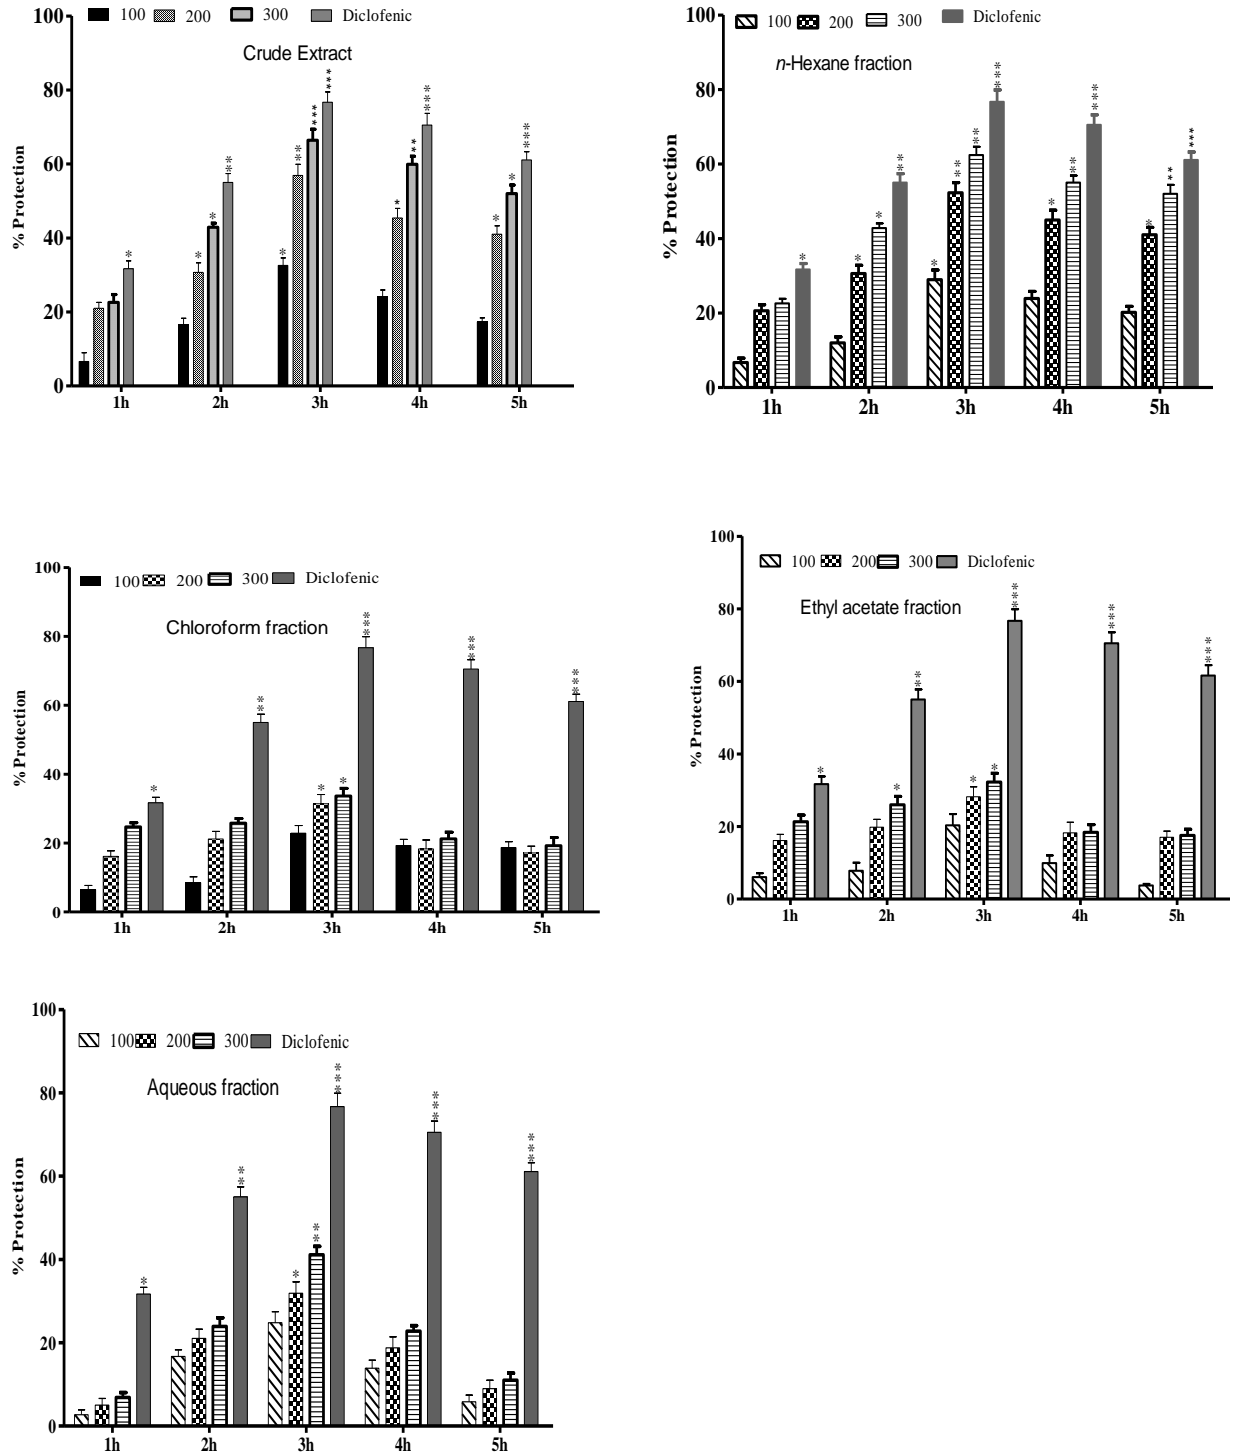 100 200 300 Diclofenic
Crude Extract
% Protection
100
80
60
40
20
0
* * * * ** * ** *** *** * ** *** * * ***
1h 2h 3h 4h 5h
100 200 300 Diclofenic
n-Hexane fraction
% Protection
100
80
60
40
20
0
* * * ** * ** ** *** * ** *** * ** ***
1h 2h 3h 4h 5h
100 200 300 Diclofenic
Chloroform fraction
% Protection
100
80
60
40
20
0
* ** * * *** *** ***
1h 2h 3h 4h 5h
100 200 300 Diclofenic
Ethyl acetate fraction
% Protection
100
80
60
40
20
0
* * ** * * *** *** ***
1h 2h 3h 4h 5h
100 200 300 Diclofenic
Aqueous fraction
% Protection
100
80
60
40
20
0
* ** * ** *** *** ***
1h 2h 3h 4h 5h